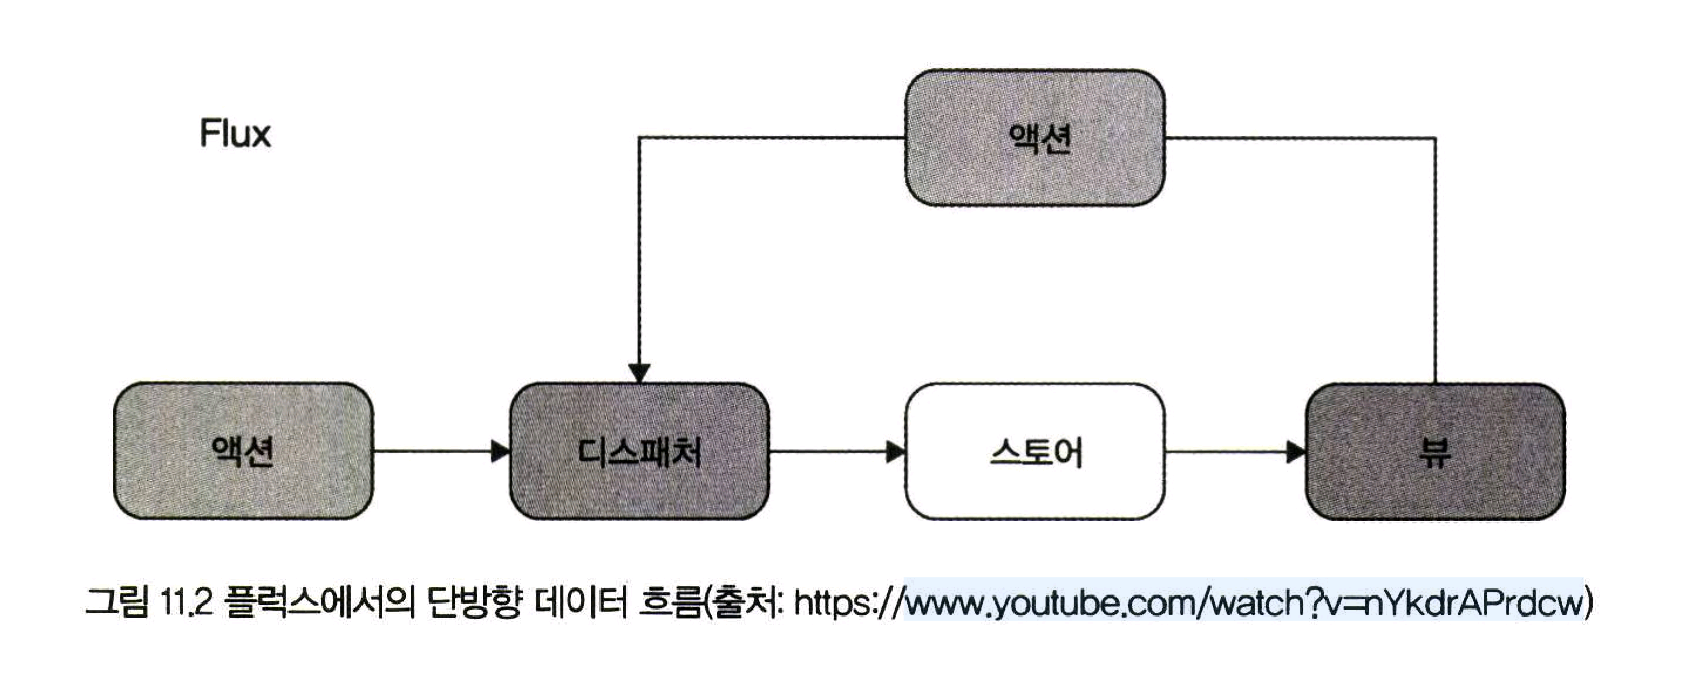 Flux
액션
액션
디스패처
스토어
뷰
그림 11.2 플럭스에서의 단방향 데이터 흐름(출처: https://www.youtube.com/watch?v=nYkdrAPrdcw)